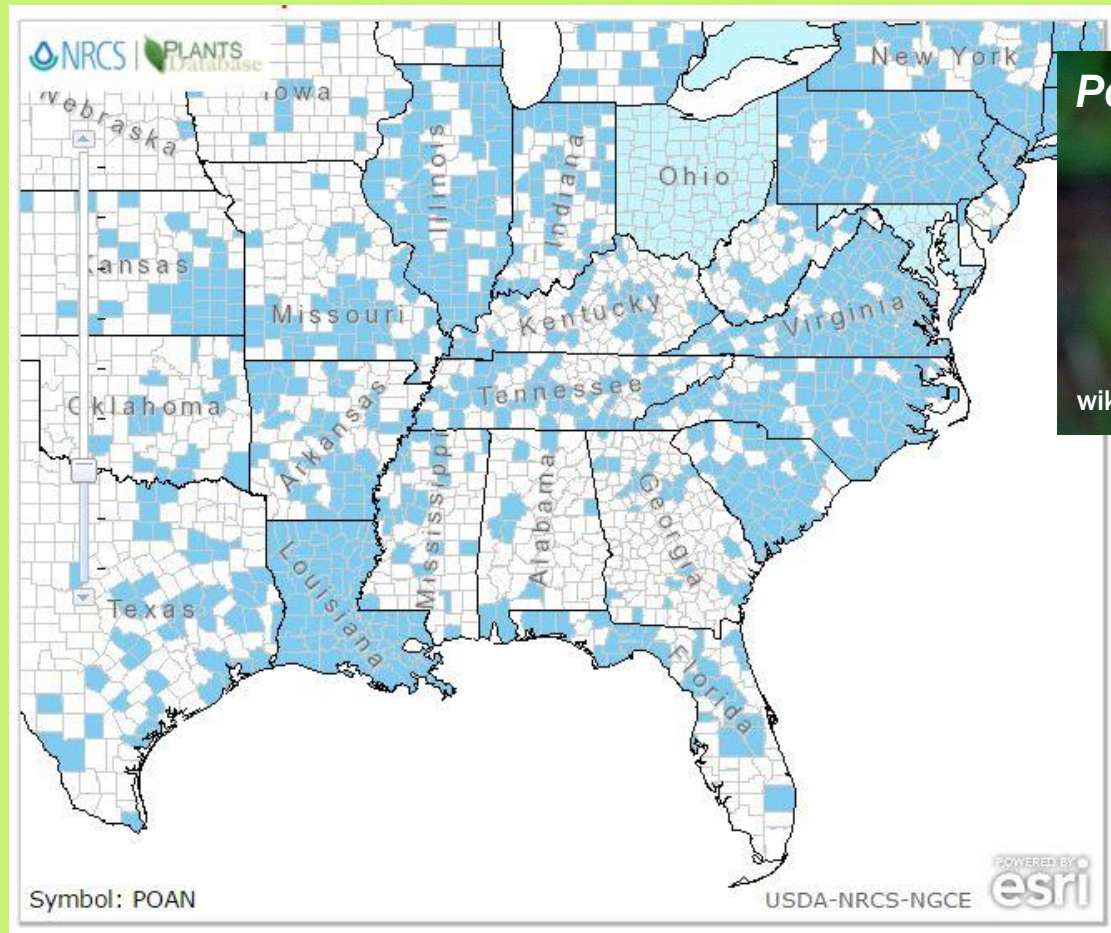 NRCS | PLANTS
Database
New York
Nebraska
Iowa
Illinois
Indiana
Ohio
Kansas
Missouri
Kentucky
Virginia
Oklahoma
Arkansas
Tennessee
Mississippi
Alabama
Georgia
Texas
Louisiana
Florida
Symbol: POAN
USDA-NRCS-NGCE
POWERED BY
esri